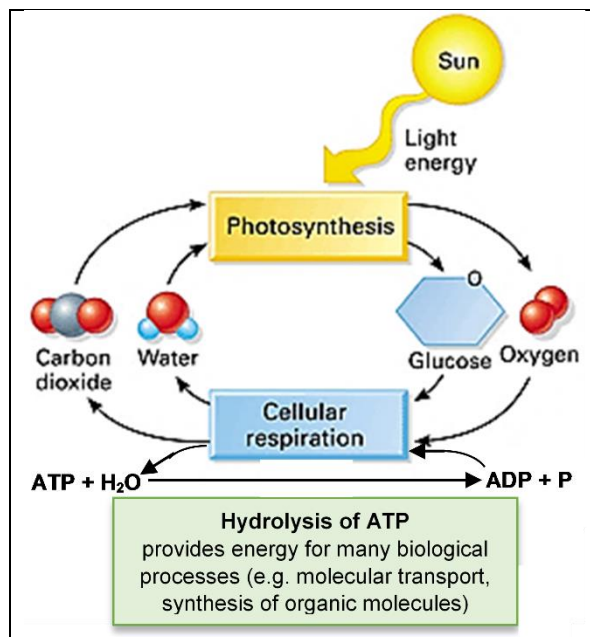 Sun
Light
energy
Photosynthesis
O
Carbon
dioxide
Water
Glucose
Oxygen
Cellular
respiration
ATP + H₂O
ADP + P
Hydrolysis of ATP
provides energy for many biological
processes (e.g. molecular transport,
synthesis of organic molecules)